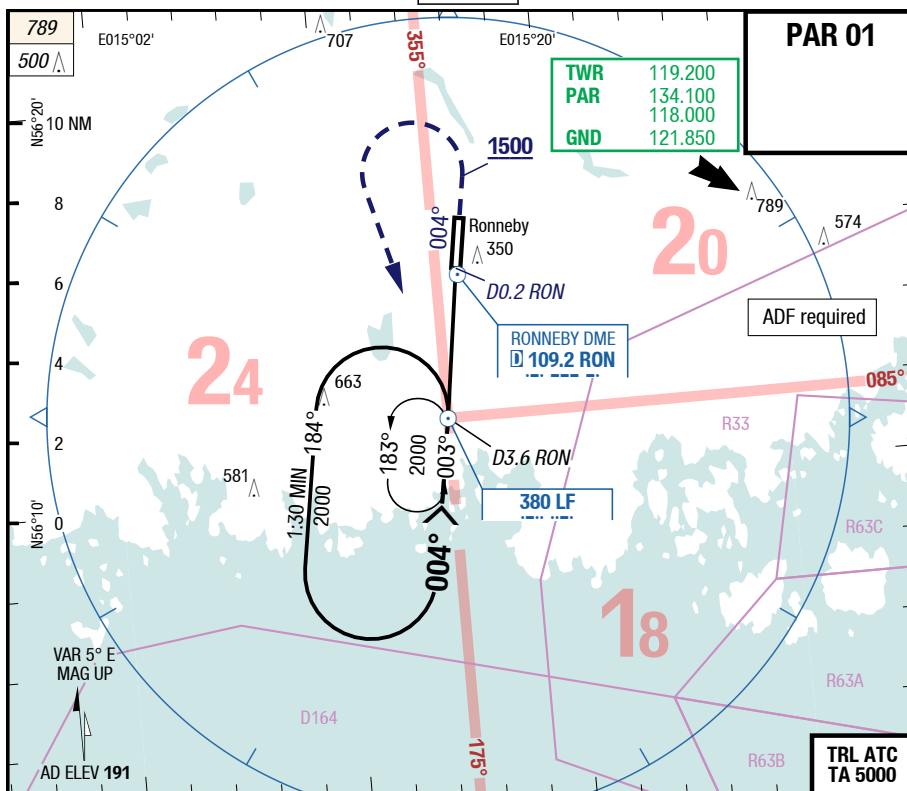 789
500
E015°02'
707
355°
E015°20'
PAR 01
TWR 119.200
PAR 134.100
118.000
GND 121.850
N56°20'
10 NM
1500
8
789
574
004°
Ronneby
350
20
6
D0.2 RON
ADF required
RONNEBY DME
D 109.2 RON
24
4
663
085°
184°
R33
2
183°
2000
003°
D3.6 RON
581
1:30 MIN
2000
380 LF
N56°10'
0
R63C
004°
18
VAR 5° E
MAG UP
R63A
D164
175°
R63B
TRL ATC
TA 5000
AD ELEV 191